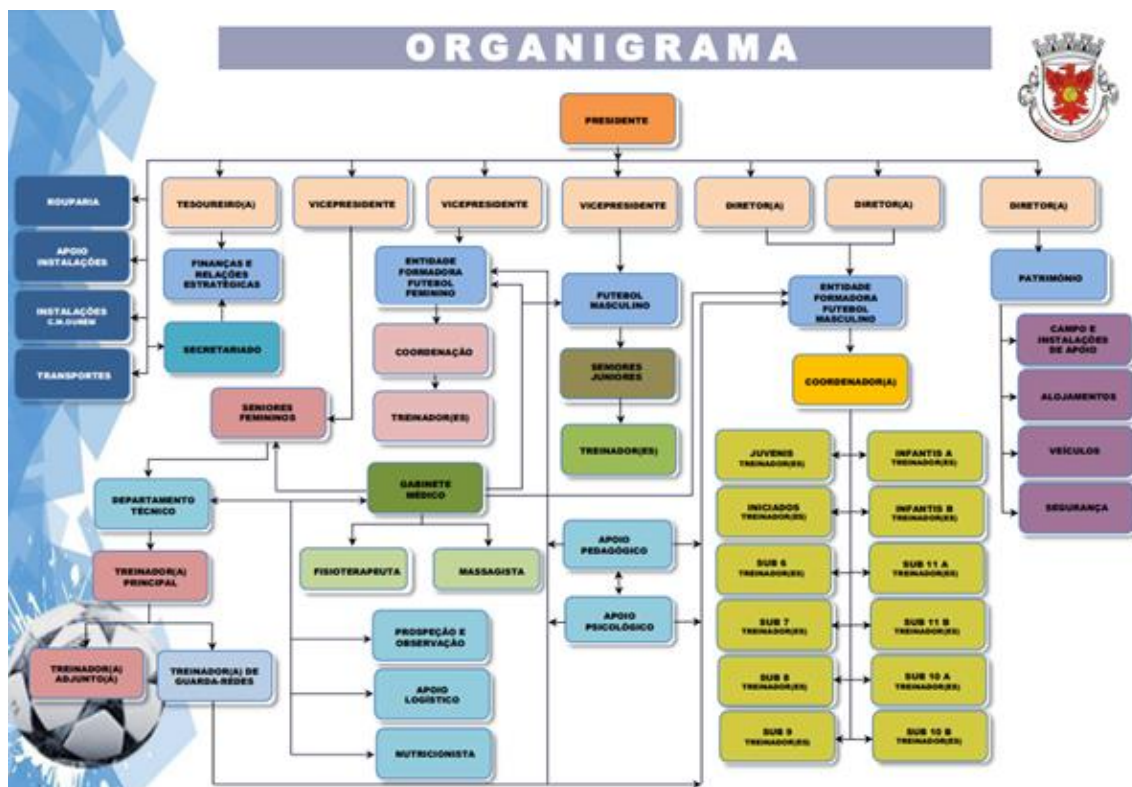 ORGANIGRAMA
PRESIDENTE
ROUPARIA
TESOUREIRO(A)
VICEPRESIDENTE
VICEPRESIDENTE
VICEPRESIDENTE
DIRETOR(A)
DIRETOR(A)
DIRETOR(A)
APOIO
INSTALAÇÕES
FINANÇAS E
RELAÇÕES
ESTRATÉGICAS
ENTIDADE
FORMADORA
FUTEBOL
FEMININO
FUTEBOL
MASCULINO
ENTIDADE
FORMADORA
FUTEBOL
MASCULINO
PATRIMÓNIO
INSTALAÇÕES
C.M.OURÉM
SECRETARIADO
COORDENAÇÃO
CAMPO E
INSTALAÇÕES
DE APOIO
TRANSPORTES
SENIORES
JUNIORES
COORDENADOR(A)
ALOJAMENTOS
SENIORES
FEMININOS
TREINADOR(ES)
TREINADOR(ES)
JUVENIS
TREINADOR(ES)
INFANTIS A
TREINADOR(ES)
VEÍCULOS
DEPARTAMENTO
TÉCNICO
GABINETE
MÉDICO
INICIADOS
TREINADOR(ES)
INFANTIS B
TREINADOR(ES)
SEGURANÇA
TREINADOR(A)
PRINCIPAL
FISIOTERAPEUTA
MASSAGISTA
APOIO
PEDAGÓGICO
SUB 6
TREINADOR(ES)
SUB 11 A
TREINADOR(ES)
APOIO
PSICOLÓGICO
SUB 7
TREINADOR(ES)
SUB 11 B
TREINADOR(ES)
PROSPEÇÃO E
OBSERVAÇÃO
TREINADOR(A)
ADJUNTO(A)
TREINADOR(A) DE
GUARDA-REDES
APOIO
LOGÍSTICO
SUB 8
TREINADOR(ES)
SUB 10 A
TREINADOR(ES)
NUTRICIONISTA
SUB 9
TREINADOR(ES)
SUB 10 B
TREINADOR(ES)